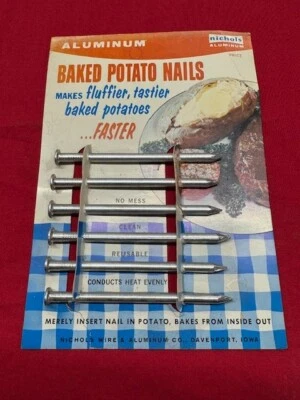 ALUMINUM
nichols
ALUMINUM
BAKED POTATO NAILS
MAKES fluffier, tastier
baked potatoes
...FASTER
NO MESS
CLEAN
REUSABLE
CONDUCTS HEAT EVENLY
MERELY INSERT NAIL IN POTATO, BAKES FROM INSIDE OUT
NICHOLS WIRE & ALUMINUM CO., DAVENPORT, IOWA